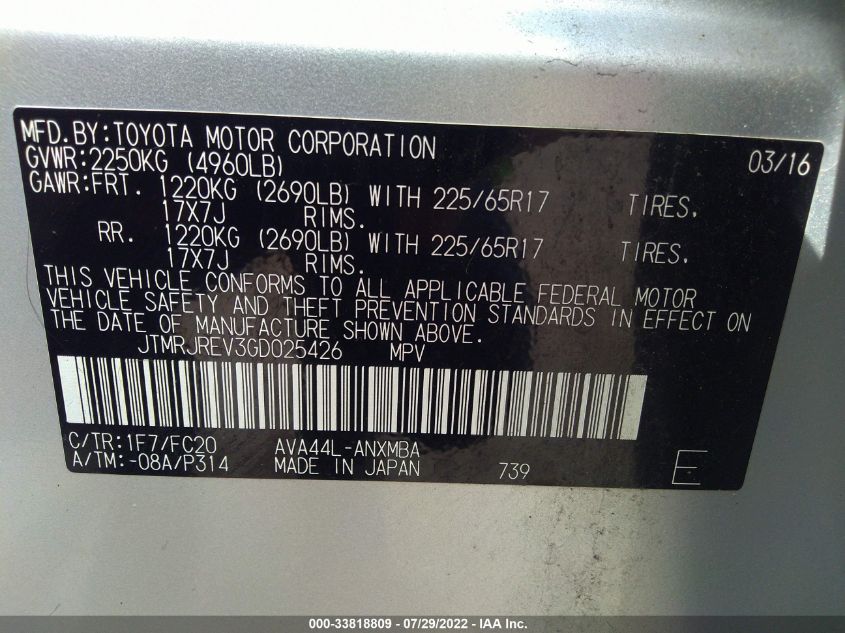 MFD.BY:TOYOTA MOTOR CORPORATION 03/16
GVWR:2250KG (4960LB)
GAWR:FRT. 1220KG (2690LB) WITH 225/65R17 TIRES.
17X7J RIMS.
RR. 1220KG (2690LB) WITH 225/65R17 TIRES.
17X7J RIMS.
THIS VEHICLE CONFORMS TO ALL APPLICABLE FEDERAL MOTOR
VEHICLE SAFETY AND THEFT PREVENTION STANDARDS IN EFFECT ON
THE DATE OF MANUFACTURE SHOWN ABOVE.
JTMRJREV3GD025426 MPV
C/TR:1F7/FC20 AVA44L-ANXMBA
A/TM:-08A/P314 MADE IN JAPAN 739 E
000-33818809 - 07/29/2022 - IAA Inc.